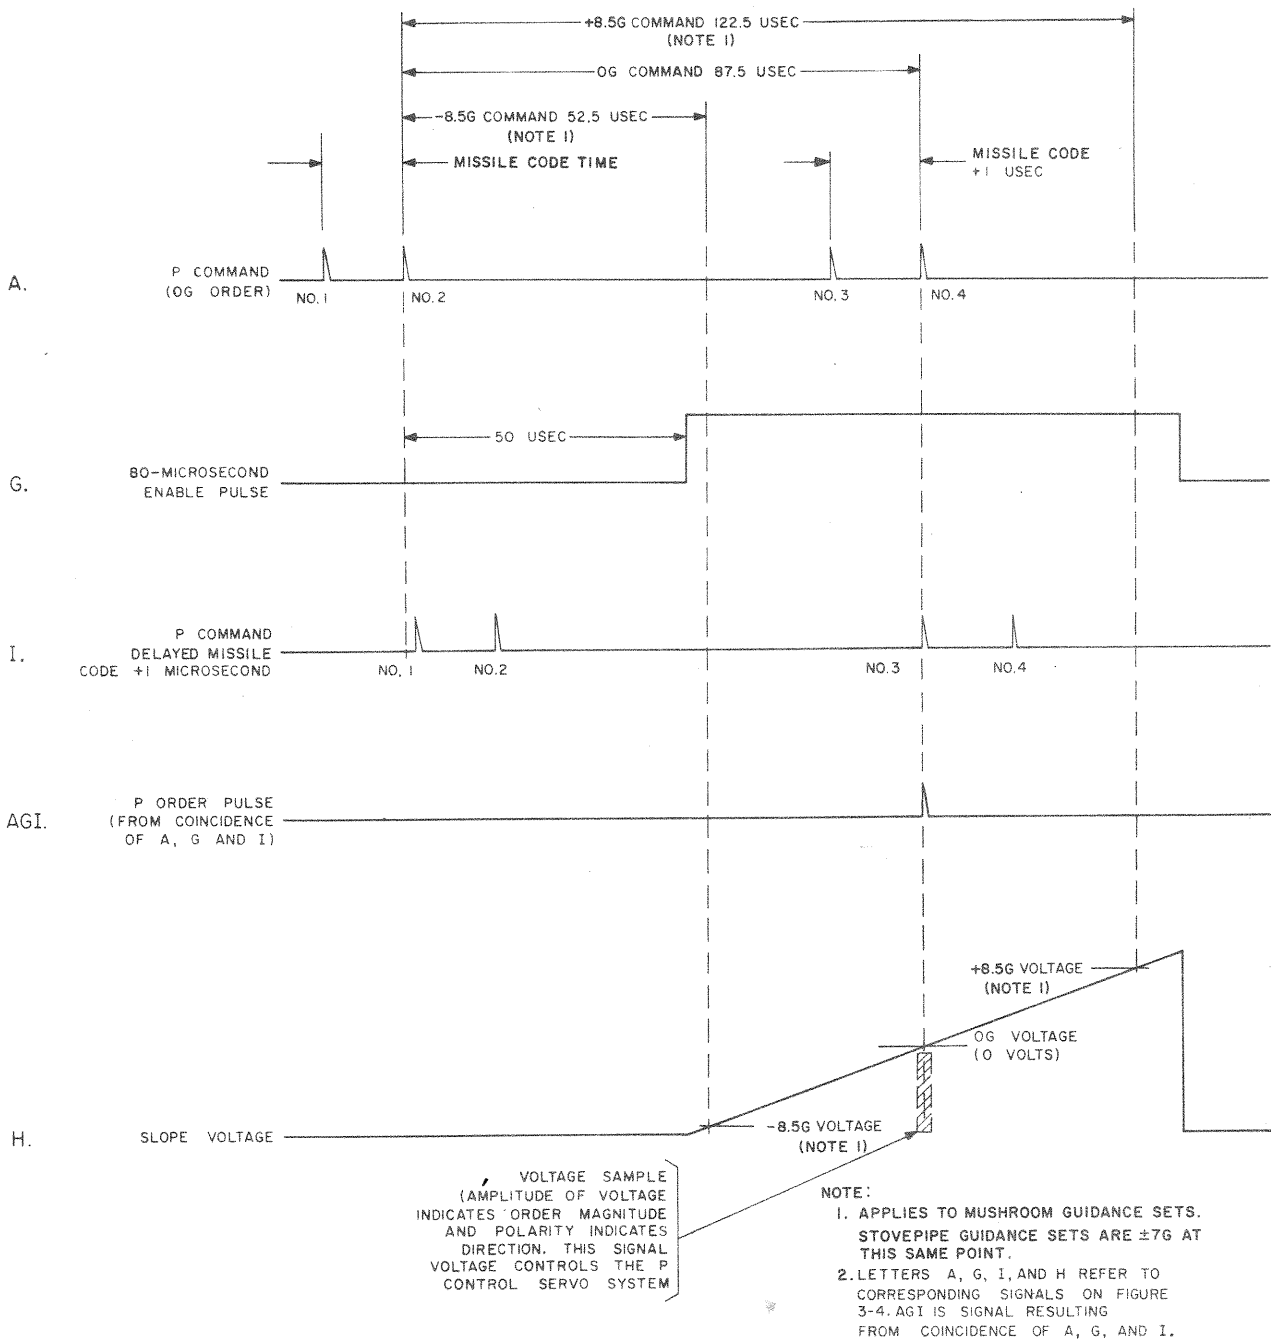 +8.5G COMMAND 122.5 USEC
(NOTE 1)
OG COMMAND 87.5 USEC
-8.5G COMMAND 52.5 USEC
(NOTE 1)
MISSILE CODE TIME
MISSILE CODE
+1 USEC
A.
P COMMAND
(OG ORDER)
NO. 1
NO. 2
NO. 3
NO. 4
50 USEC
G.
80-MICROSECOND
ENABLE PULSE
I.
P COMMAND
DELAYED MISSILE
CODE +1 MICROSECOND
NO. 1
NO.2
NO.3
NO.4
AGI.
P ORDER PULSE
(FROM COINCIDENCE
OF A, G AND I)
+8.5G VOLTAGE
(NOTE 1)
OG VOLTAGE
(O VOLTS)
H.
SLOPE VOLTAGE
-8.5G VOLTAGE
(NOTE 1)
VOLTAGE SAMPLE
(AMPLITUDE OF VOLTAGE
INDICATES ORDER MAGNITUDE
AND POLARITY INDICATES
DIRECTION. THIS SIGNAL
VOLTAGE CONTROLS THE P
CONTROL SERVO SYSTEM
NOTE:
1. APPLIES TO MUSHROOM GUIDANCE SETS.
STOVEPIPE GUIDANCE SETS ARE ±7G AT
THIS SAME POINT.
2. LETTERS A, G, I, AND H REFER TO
CORRESPONDING SIGNALS ON FIGURE
3-4. AGI IS SIGNAL RESULTING
FROM COINCIDENCE OF A, G, AND I.